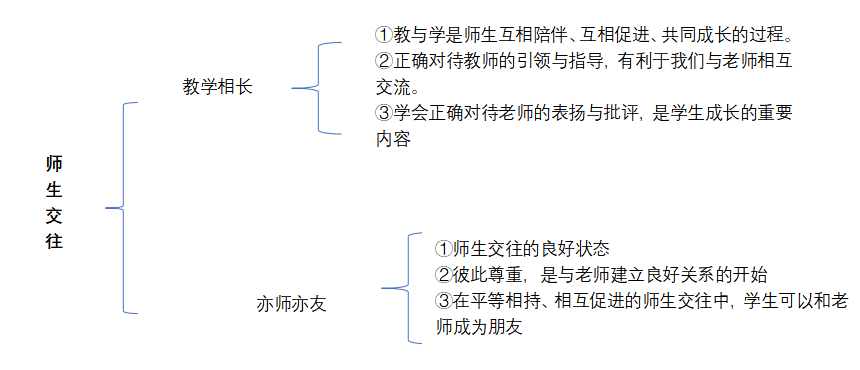 师生交往
教学相长
①教与学是师生互相陪伴、互相促进、共同成长的过程。
②正确对待教师的引领与指导, 有利于我们与老师相互
交流。
③学会正确对待老师的表扬与批评, 是学生成长的重要
内容
亦师亦友
①师生交往的良好状态
②彼此尊重, 是与老师建立良好关系的开始
③在平等相持、相互促进的师生交往中, 学生可以和老
师成为朋友